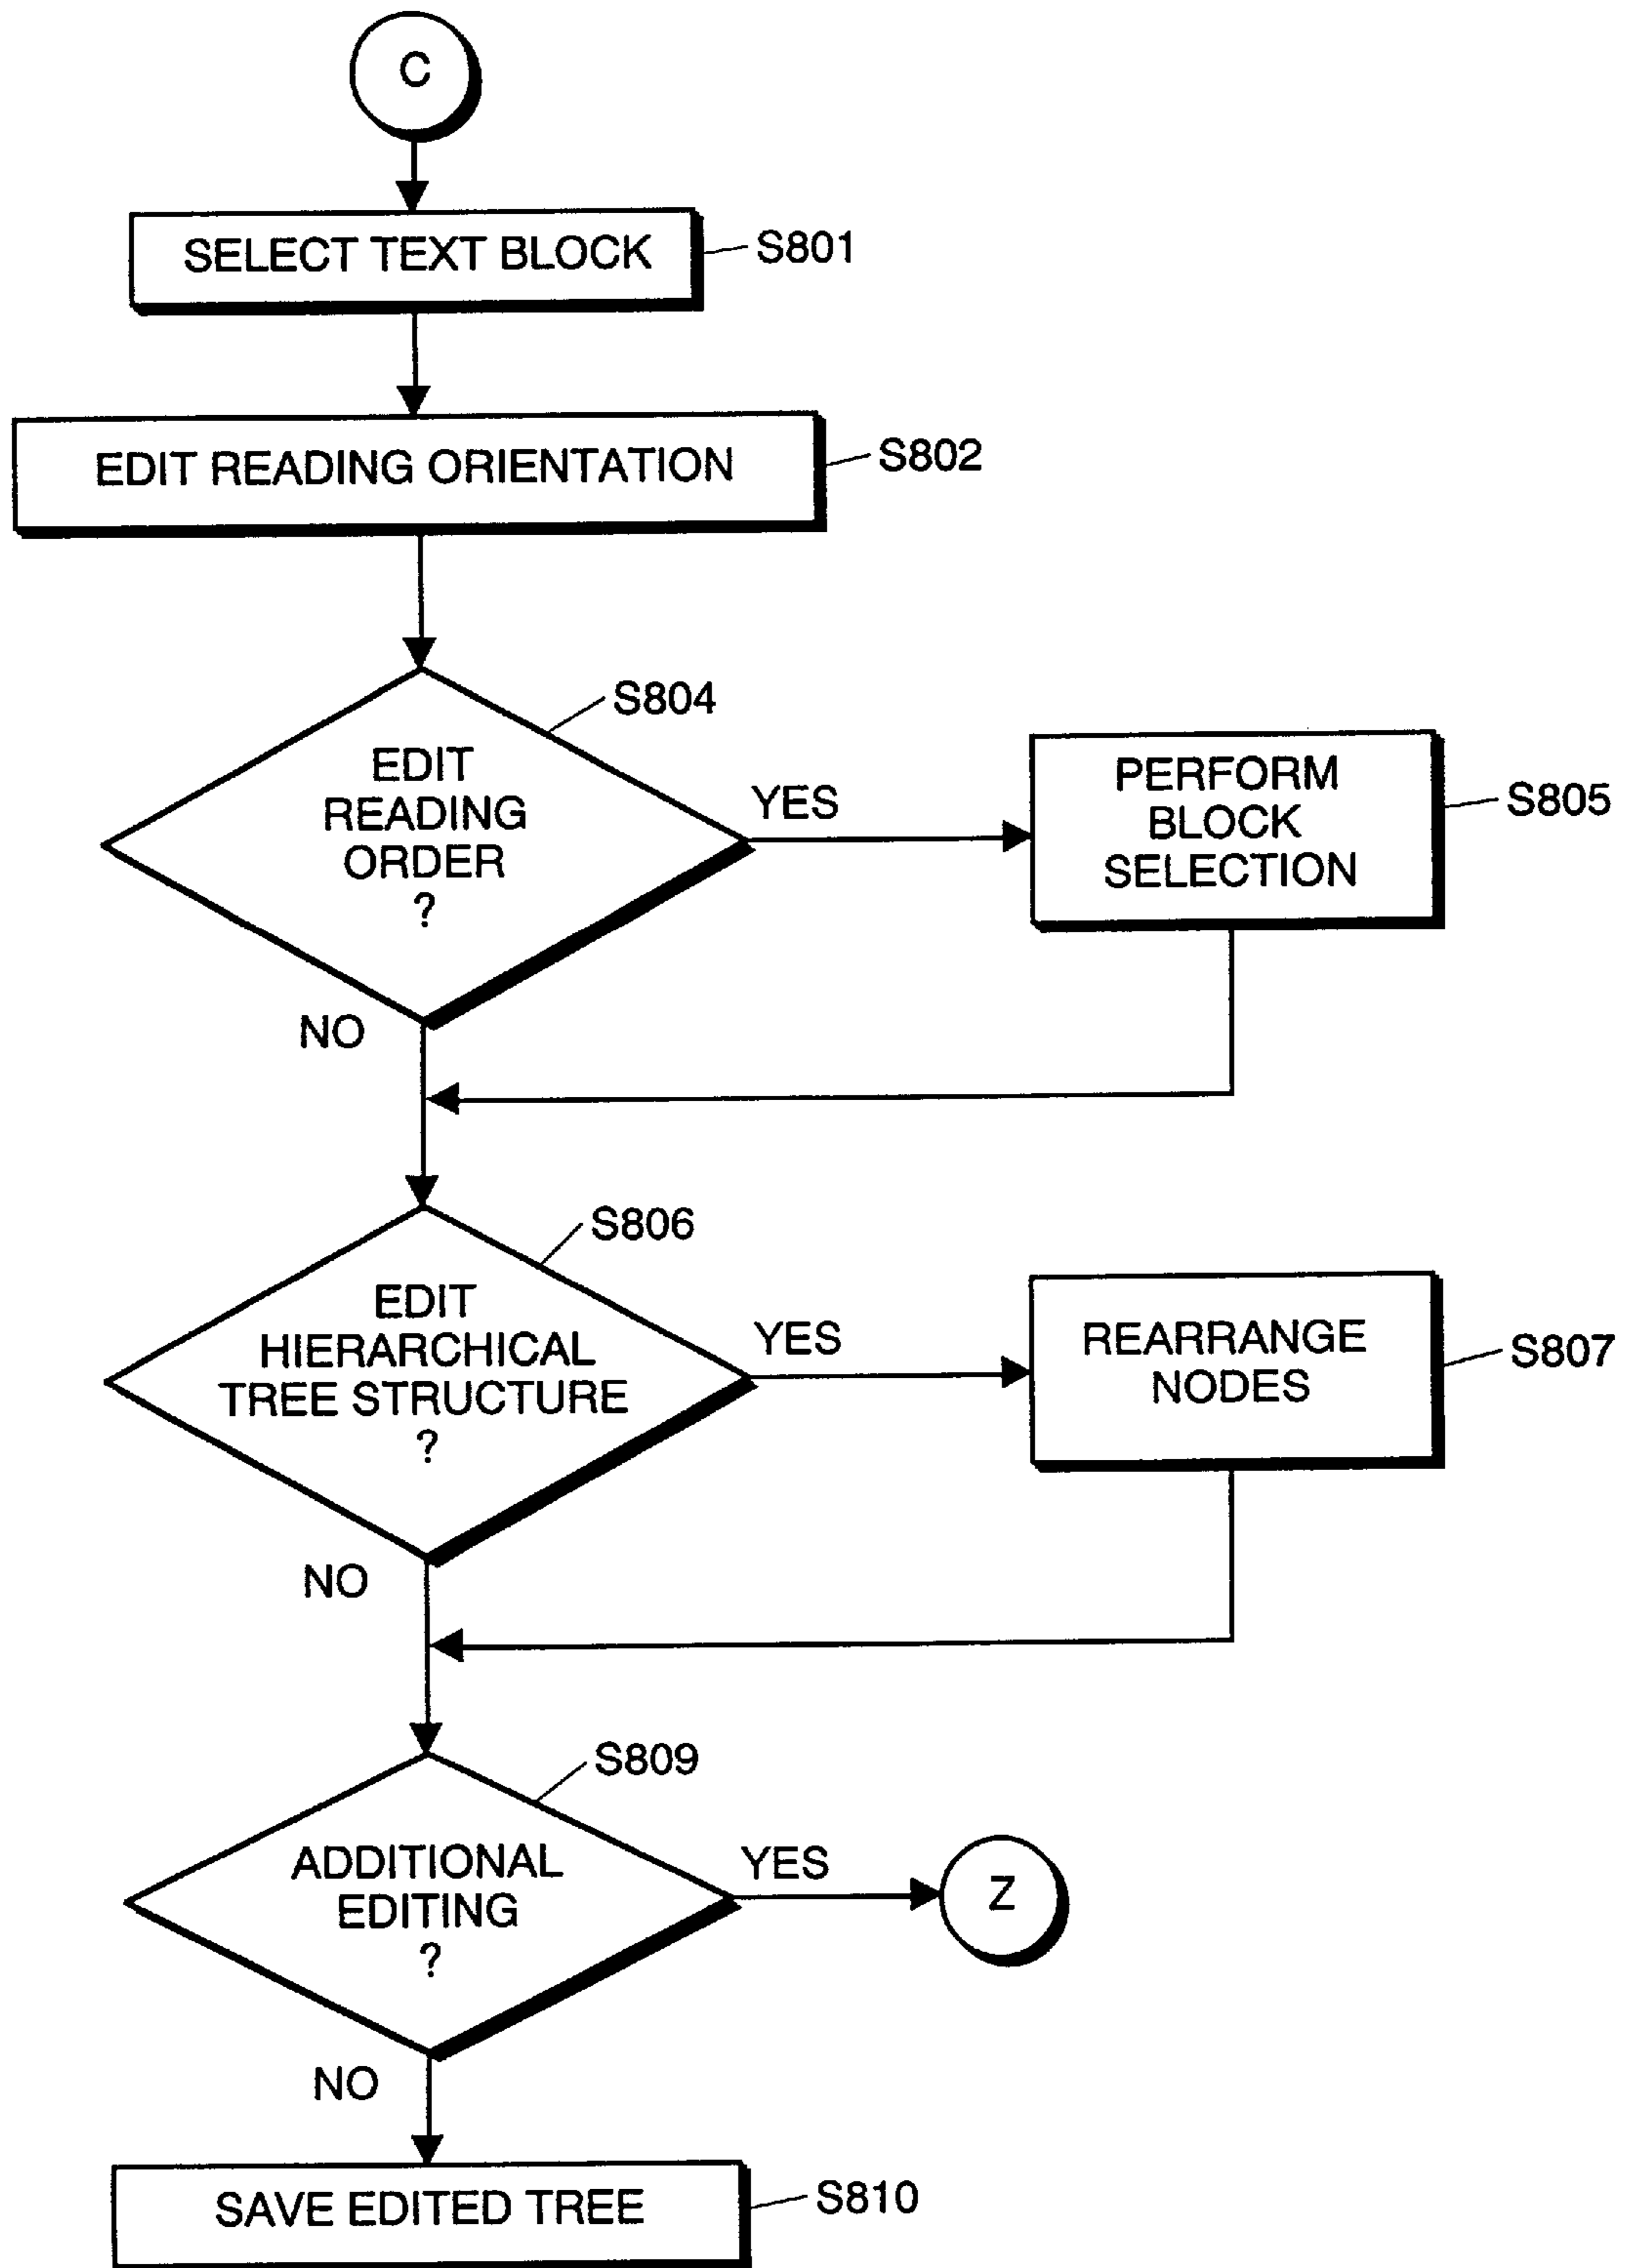 C
SELECT TEXT BLOCK
S801
EDIT READING ORIENTATION
S802
S804
EDIT
READING
ORDER
?
YES
PERFORM
BLOCK
SELECTION
S805
NO
S806
EDIT
HIERARCHICAL
TREE STRUCTURE
?
YES
REARRANGE
NODES
S807
NO
S809
ADDITIONAL
EDITING
?
YES
Z
NO
SAVE EDITED TREE
S810